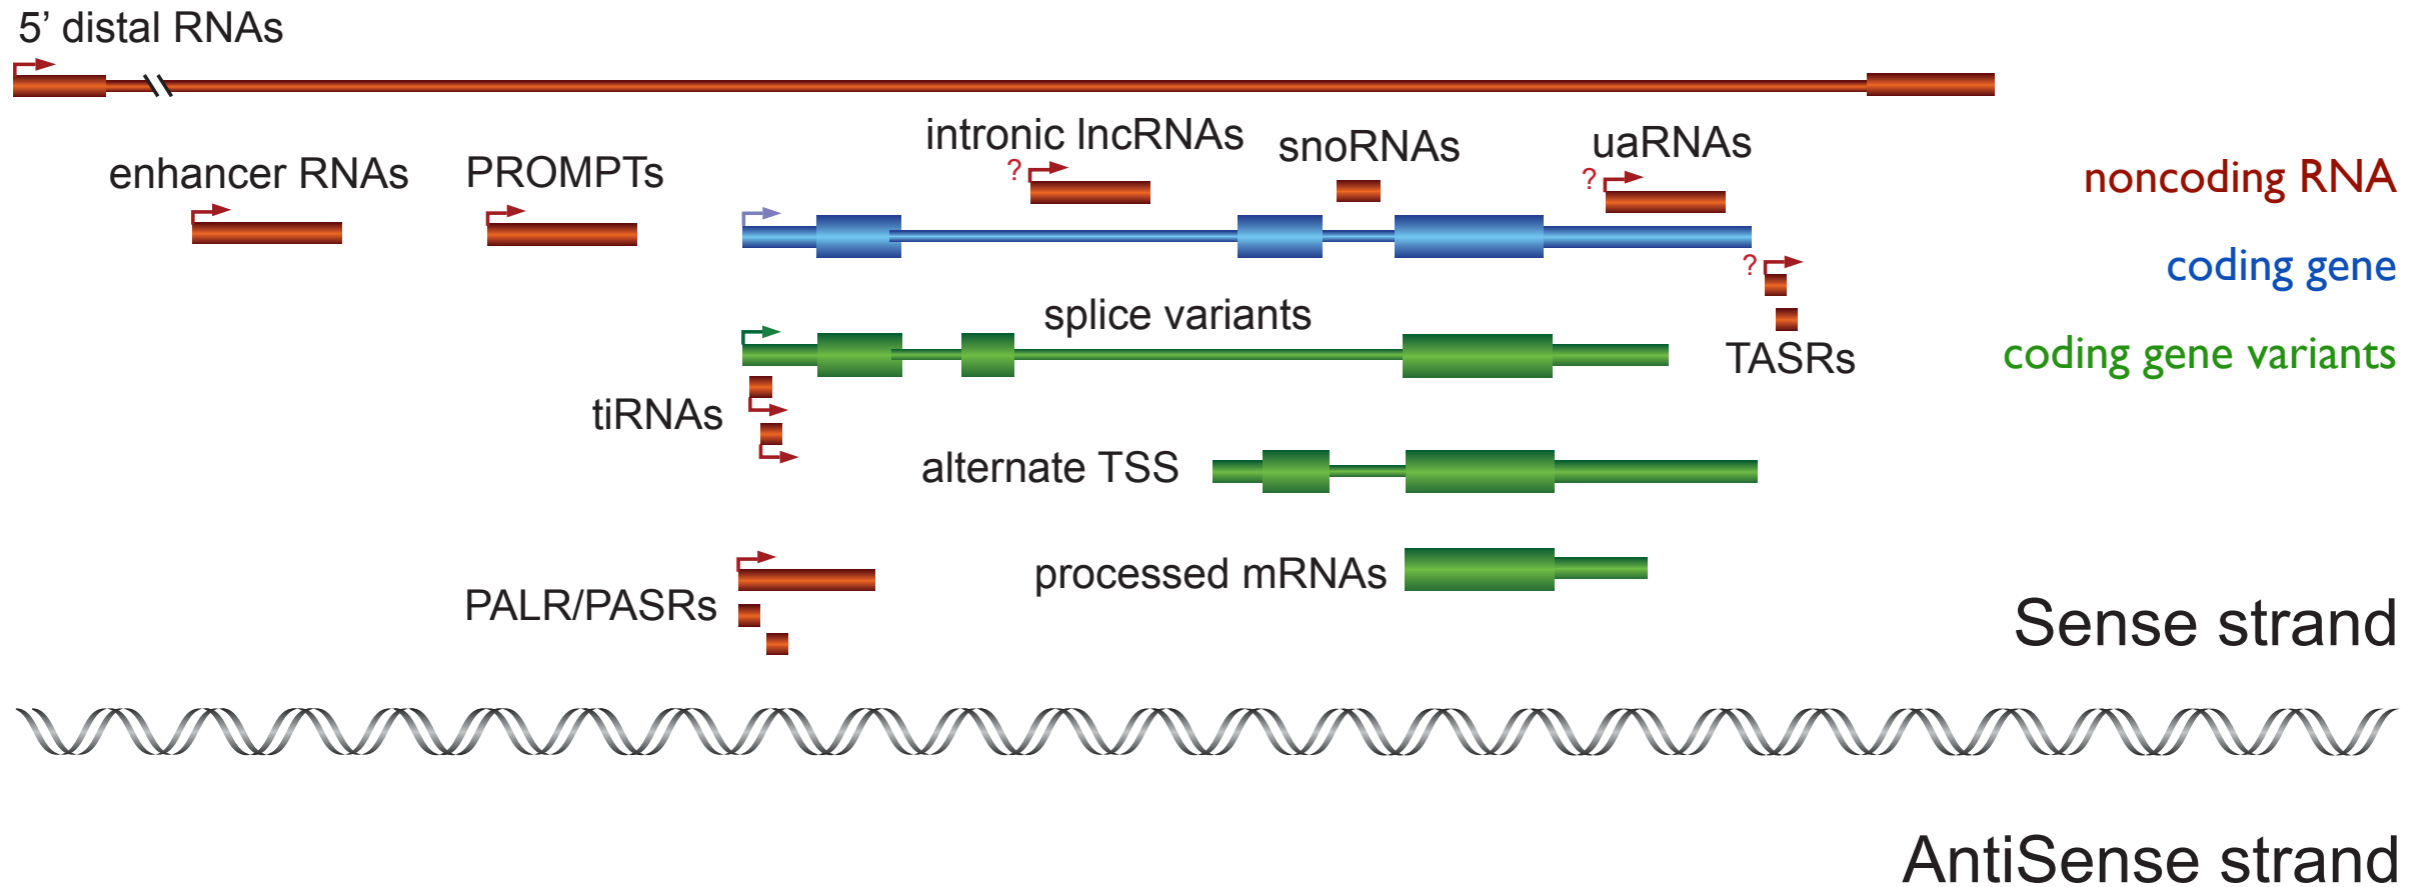 5’ distal RNAs
intronic lncRNAs
snoRNAs
uaRNAs
enhancer RNAs
PROMPTs
?
?
noncoding RNA
?
coding gene
splice variants
TASRs
coding gene variants
tiRNAs
alternate TSS
processed mRNAs
PALR/PASRs
Sense strand
AntiSense strand